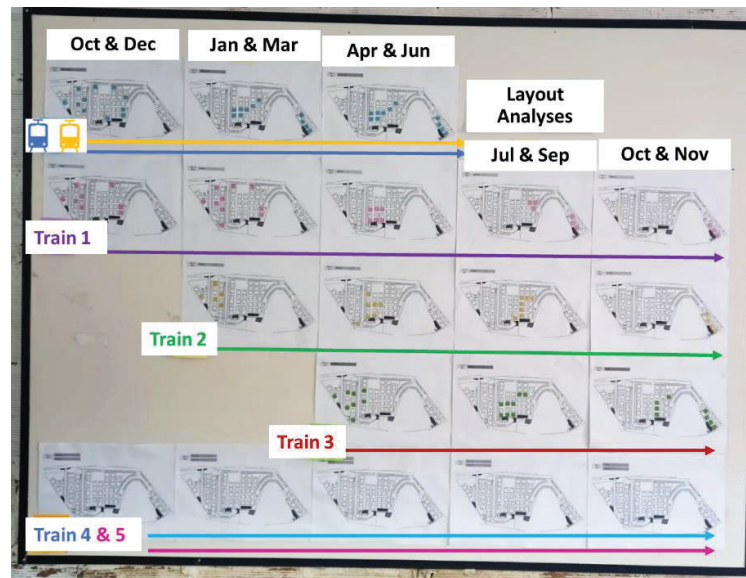 Oct & Dec
Jan & Mar
Apr & Jun
Layout
Analyses
Jul & Sep
Oct & Nov
Train 1
Train 2
Train 3
Train 4 & 5